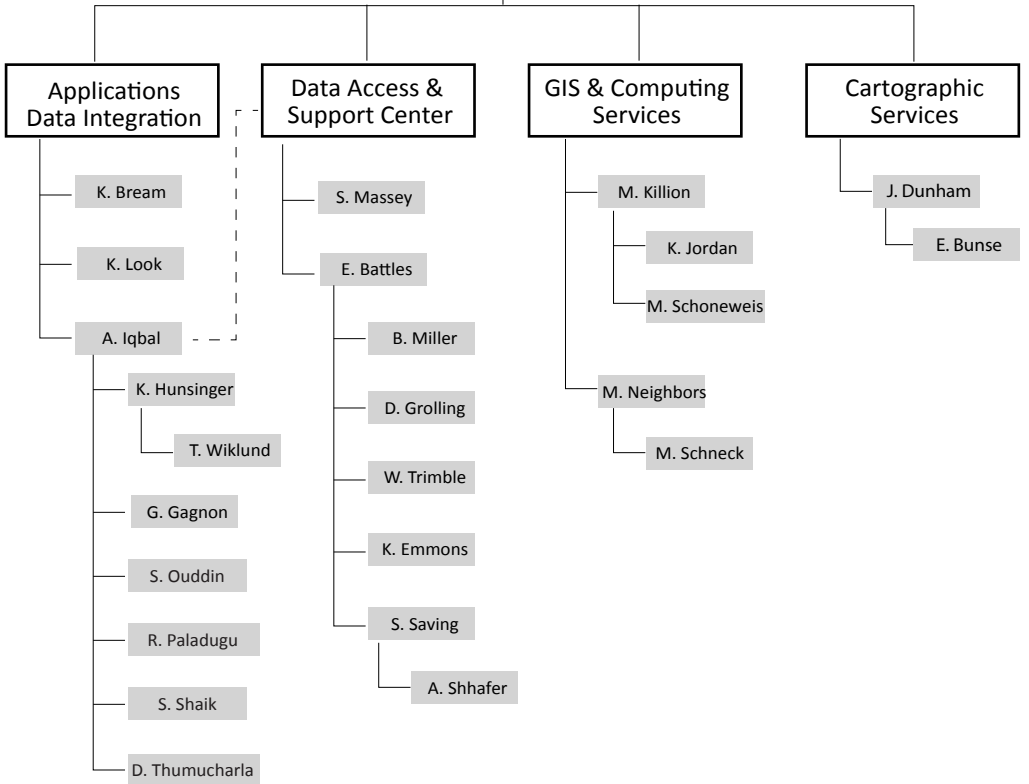 Applications
Data Integration
K. Bream
K. Look
A. Iqbal
K. Hunsinger
T. Wiklund
G. Gagnon
S. Ouddin
R. Paladugu
S. Shaik
D. Thumucharla
Data Access &
Support Center
S. Massey
E. Battles
B. Miller
D. Grolling
W. Trimble
K. Emmons
S. Saving
A. Shhafer
GIS & Computing
Services
M. Killion
K. Jordan
M. Schoneweis
M. Neighbors
M. Schneck
Cartographic
Services
J. Dunham
E. Bunse